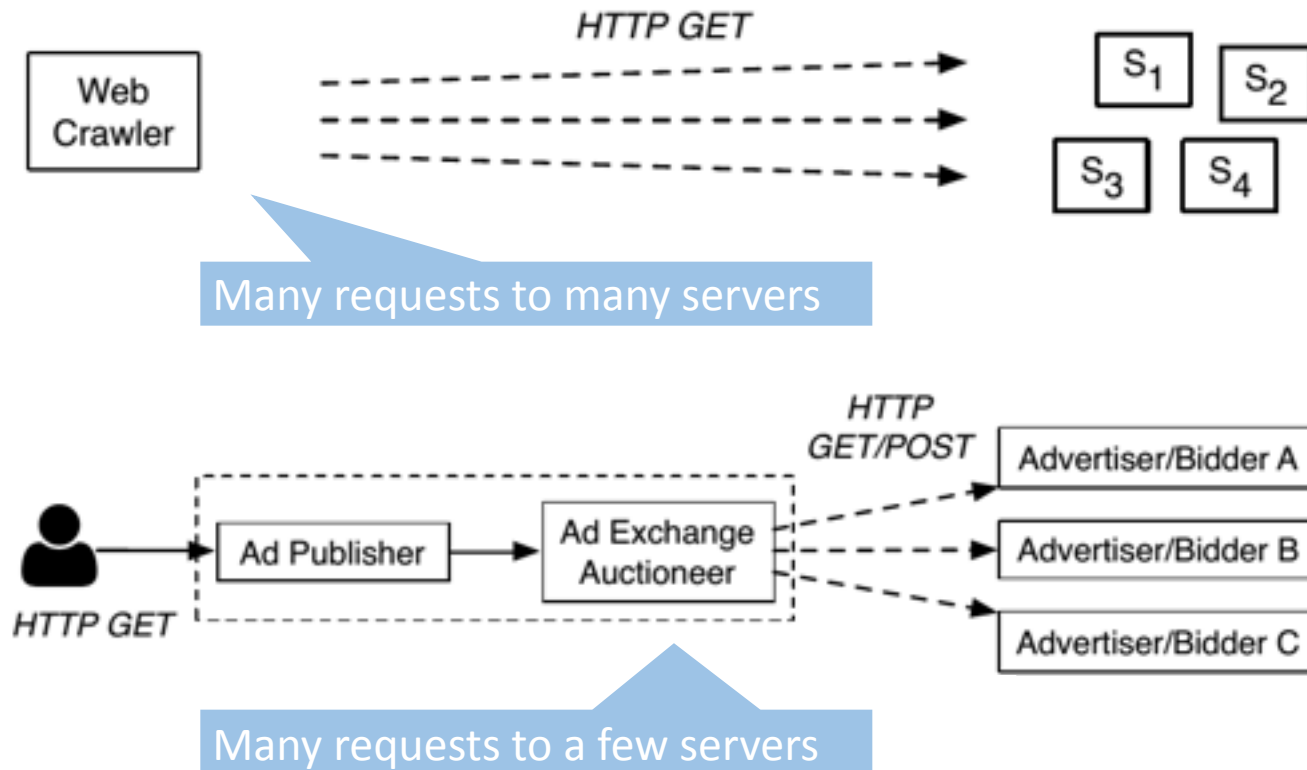 HTTP GET
Web
Crawler
S1
S2
S3
S4
Many requests to many servers
HTTP
GET/POST
Advertiser/Bidder A
Ad Publisher
Ad Exchange
Auctioneer
Advertiser/Bidder B
HTTP GET
Advertiser/Bidder C
Many requests to a few servers